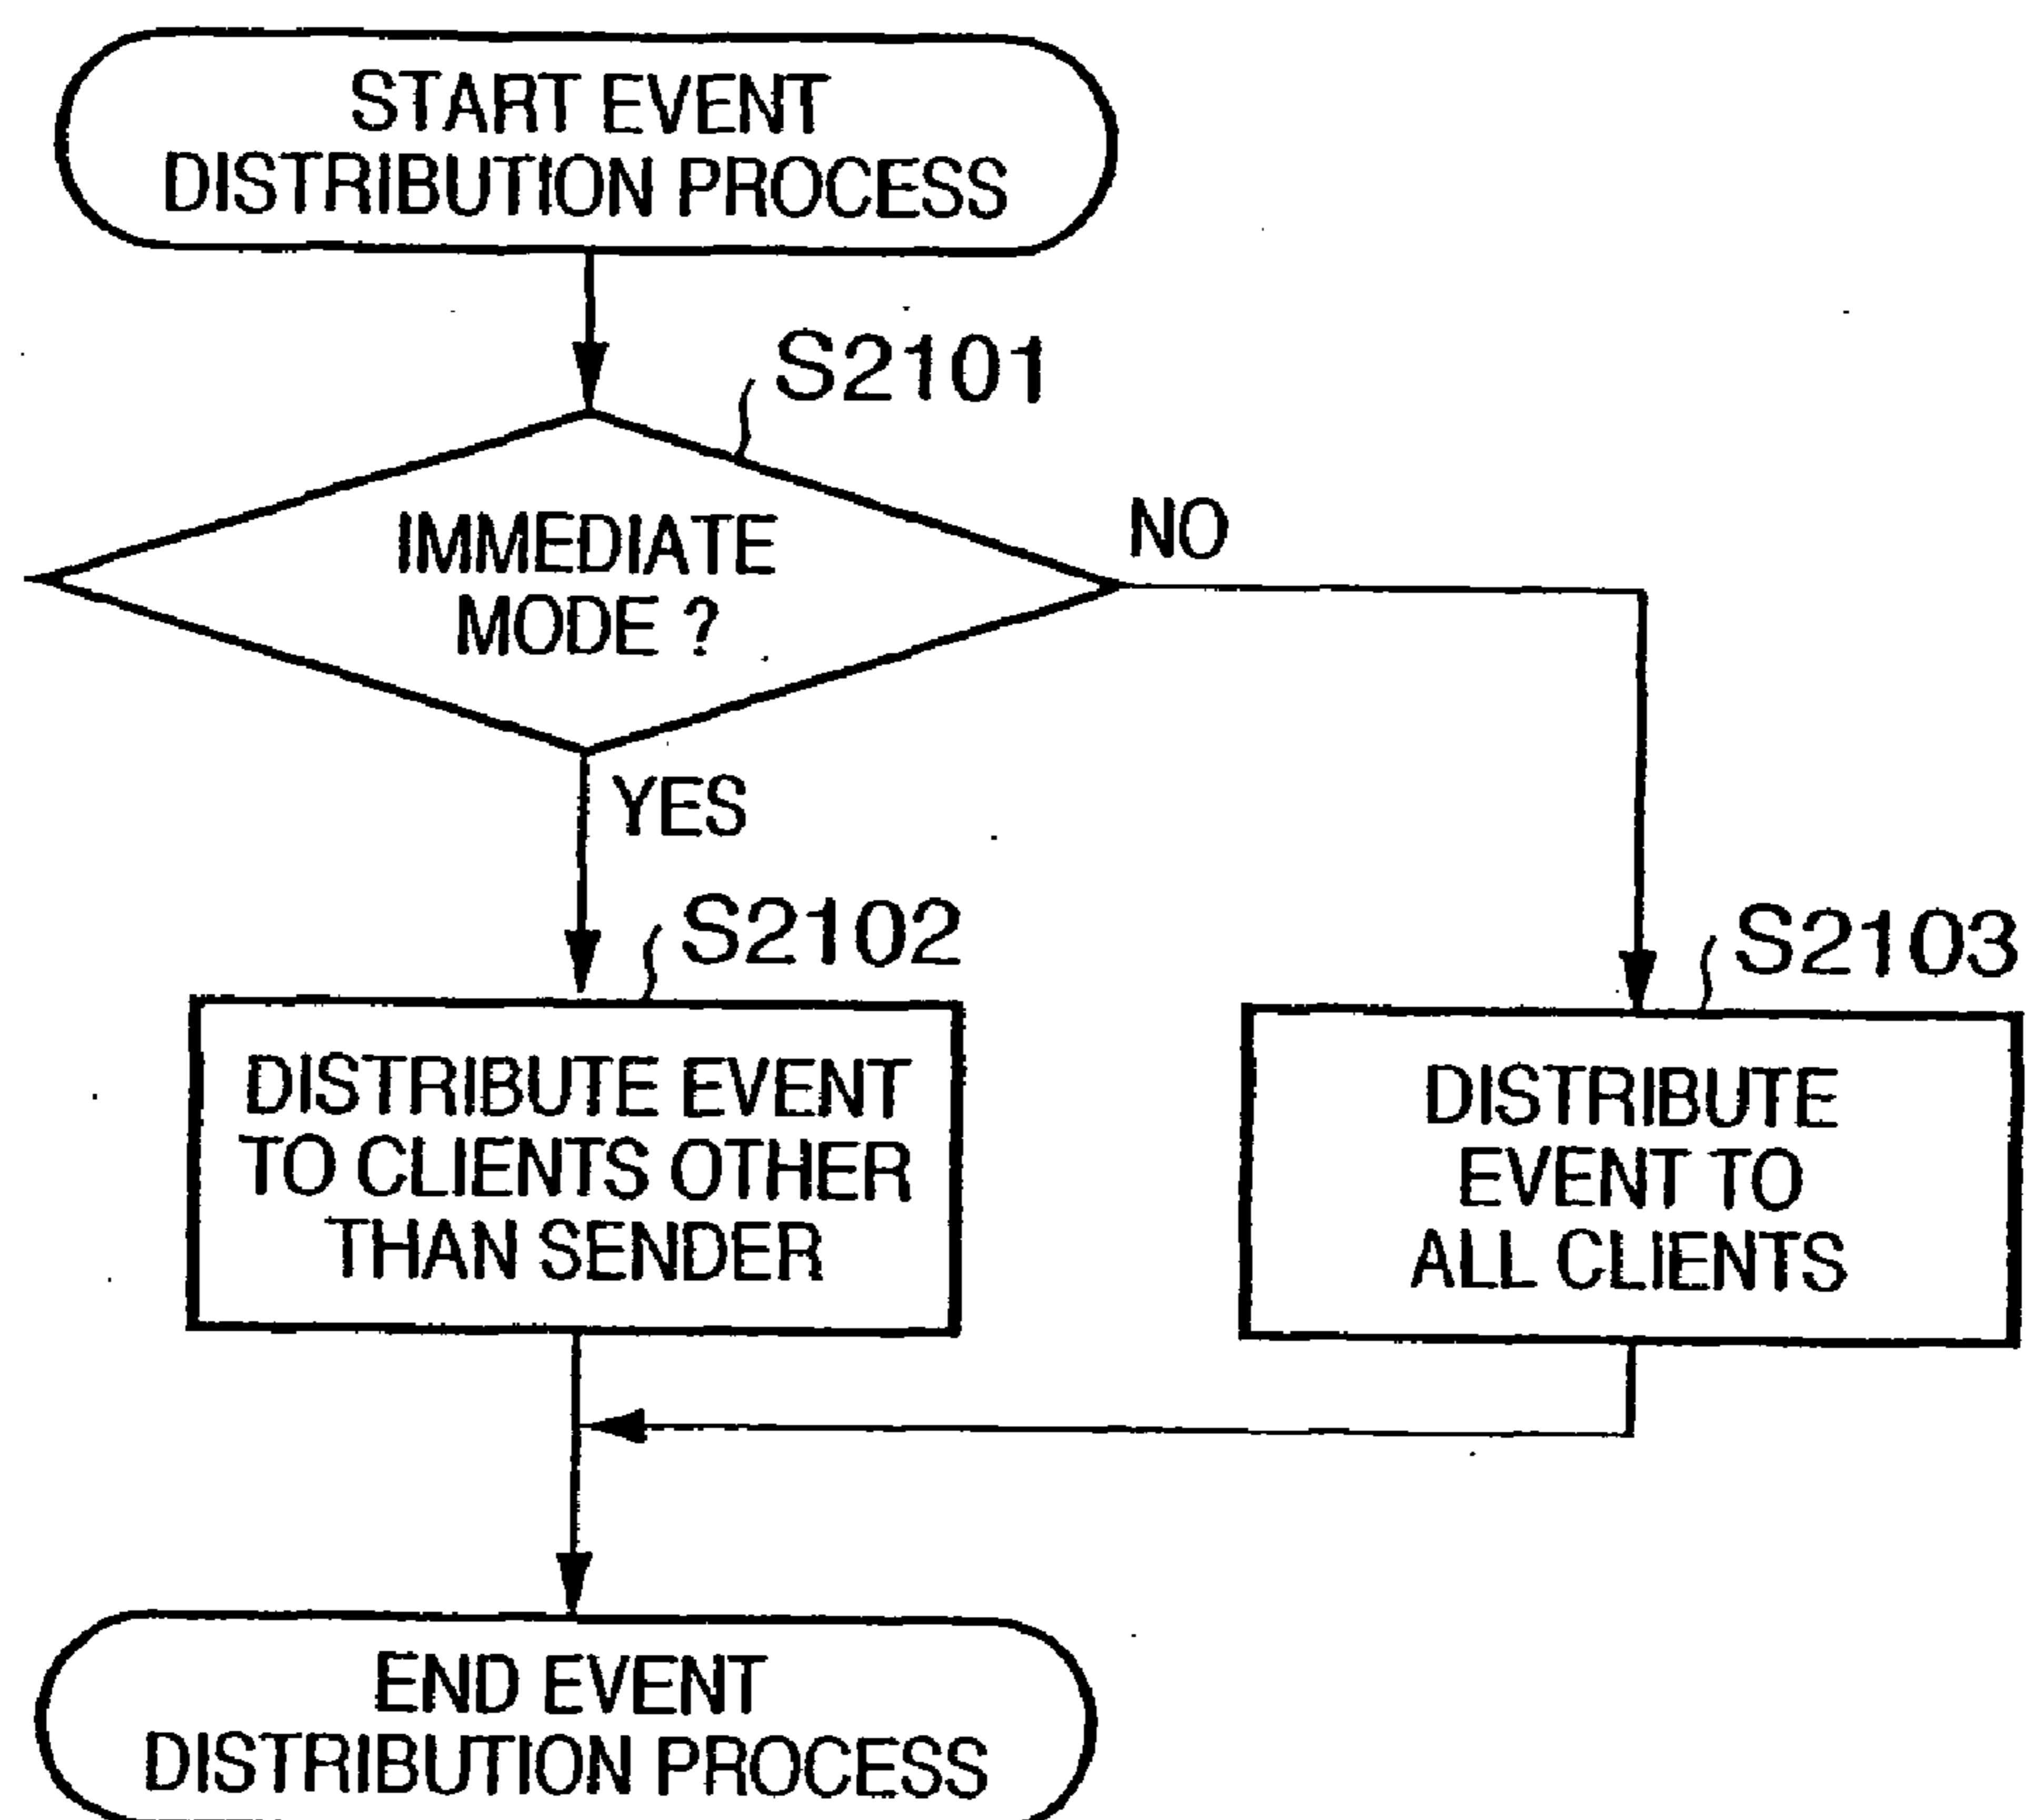 START EVENT
DISTRIBUTION PROCESS
S2101
IMMEDIATE
MODE ?
NO
YES
S2102
S2103
DISTRIBUTE EVENT
TO CLIENTS OTHER
THAN SENDER
DISTRIBUTE
EVENT TO
ALL CLIENTS
END EVENT
DISTRIBUTION PROCESS